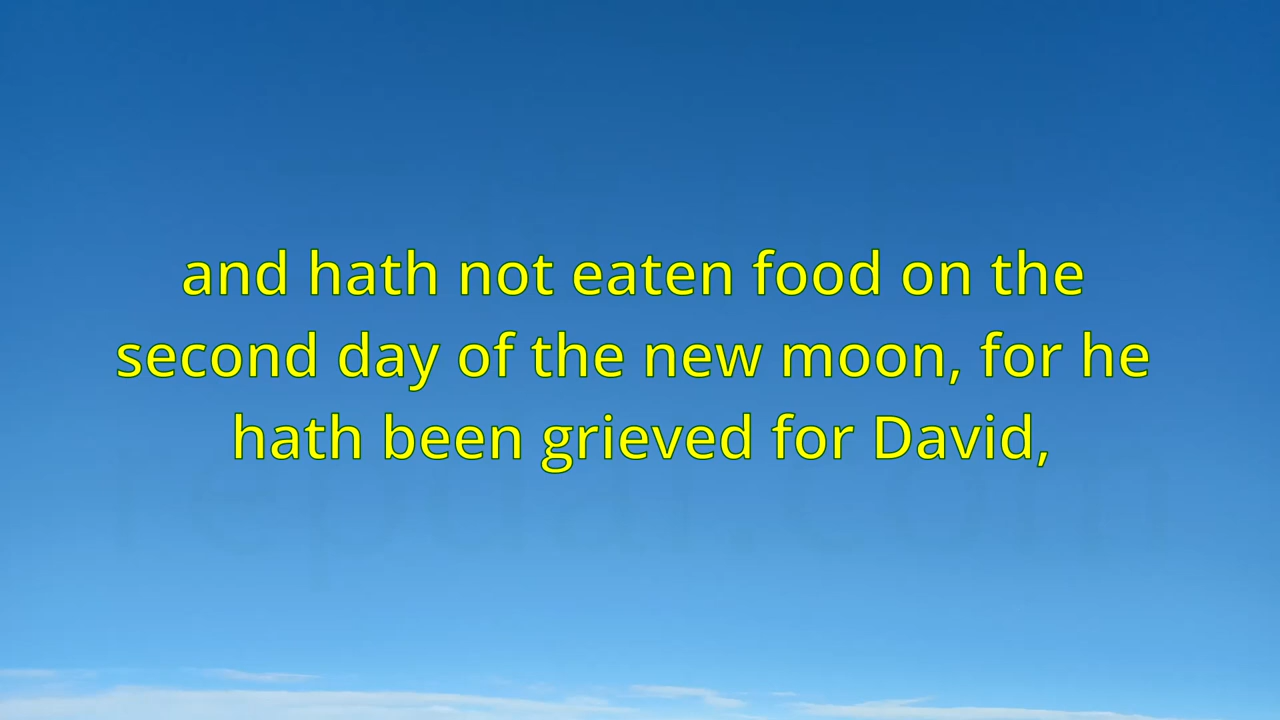 and hath not eaten food on the
second day of the new moon, for he
hath been grieved for David,